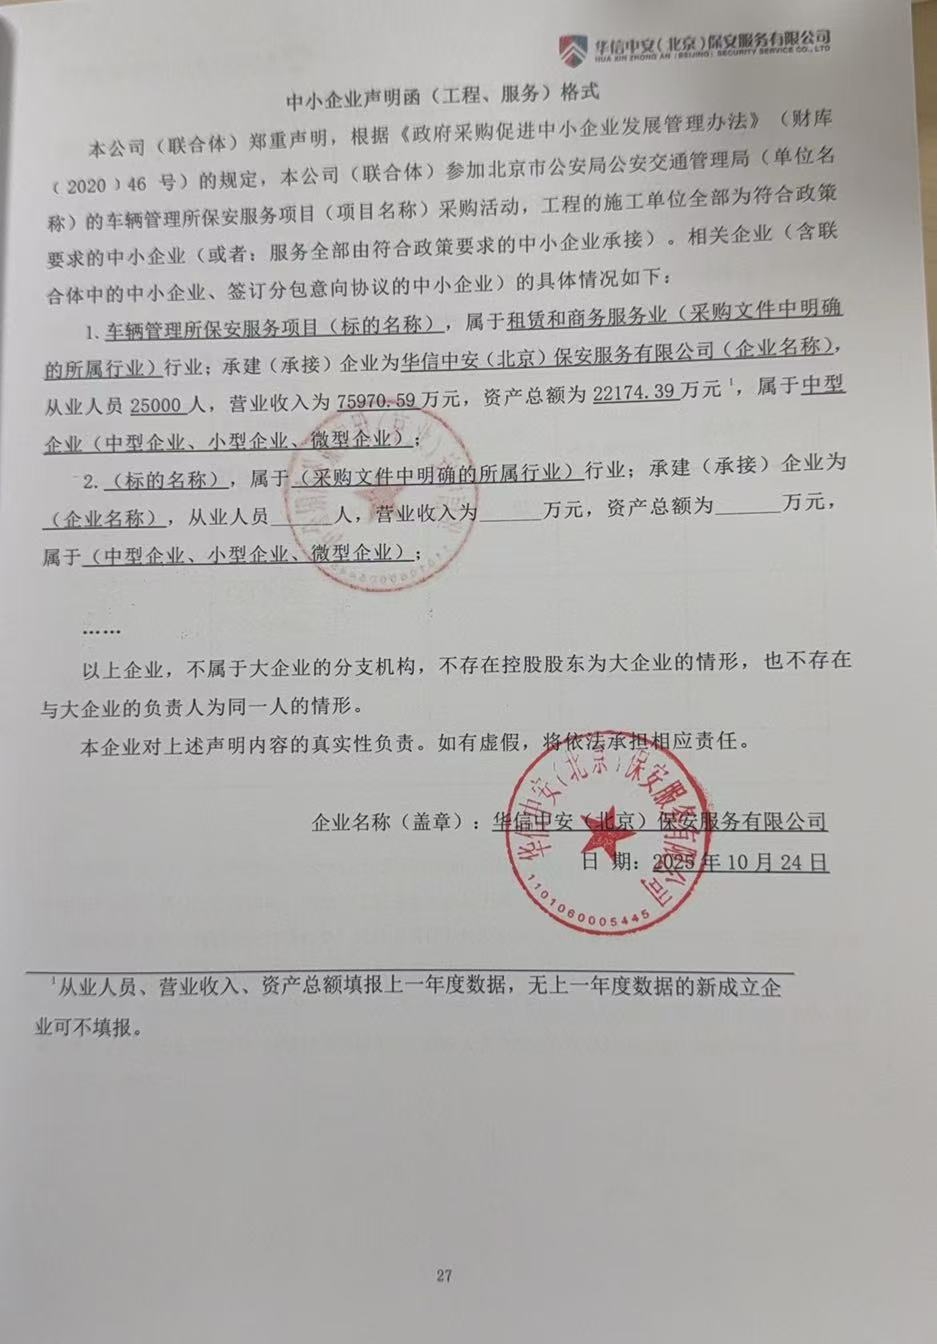 华信中安(北京)保安服务有限公司
HUA XIN ZHONG AN (BEIJING) SECURITY SERVICE CO., LTD
中小企业声明函（工程、服务）格式
本公司（联合体）郑重声明，根据《政府采购促进中小企业发展管理办法》（财库
﹝2020﹞46 号）的规定，本公司（联合体）参加北京市公安局公安交通管理局（单位名
称）的车辆管理所保安服务项目（项目名称）采购活动，工程的施工单位全部为符合政策
要求的中小企业（或者：服务全部由符合政策要求的中小企业承接）。相关企业（含联
合体中的中小企业、签订分包意向协议的中小企业）的具体情况如下：
1. 车辆管理所保安服务项目（标的名称），属于租赁和商务服务业（采购文件中明确
的所属行业）行业；承建（承接）企业为华信中安（北京）保安服务有限公司（企业名称），
从业人员 25000 人，营业收入为 75970.59 万元，资产总额为 22174.39 万元¹，属于中型
企业（中型企业、小型企业、微型企业）；
2. （标的名称），属于（采购文件中明确的所属行业）行业；承建（承接）企业为
（企业名称），从业人员______人，营业收入为______万元，资产总额为______万元，
属于（中型企业、小型企业、微型企业）；
……
以上企业，不属于大企业的分支机构，不存在控股股东为大企业的情形，也不存在
与大企业的负责人为同一人的情形。
本企业对上述声明内容的真实性负责。如有虚假，将依法承担相应责任。
企业名称（盖章）：华信中安（北京）保安服务有限公司
日 期：2025 年 10 月 24 日
华信中安(北京)保安服务有限公司
1101060005445
¹从业人员、营业收入、资产总额填报上一年度数据，无上一年度数据的新成立企
业可不填报。
27